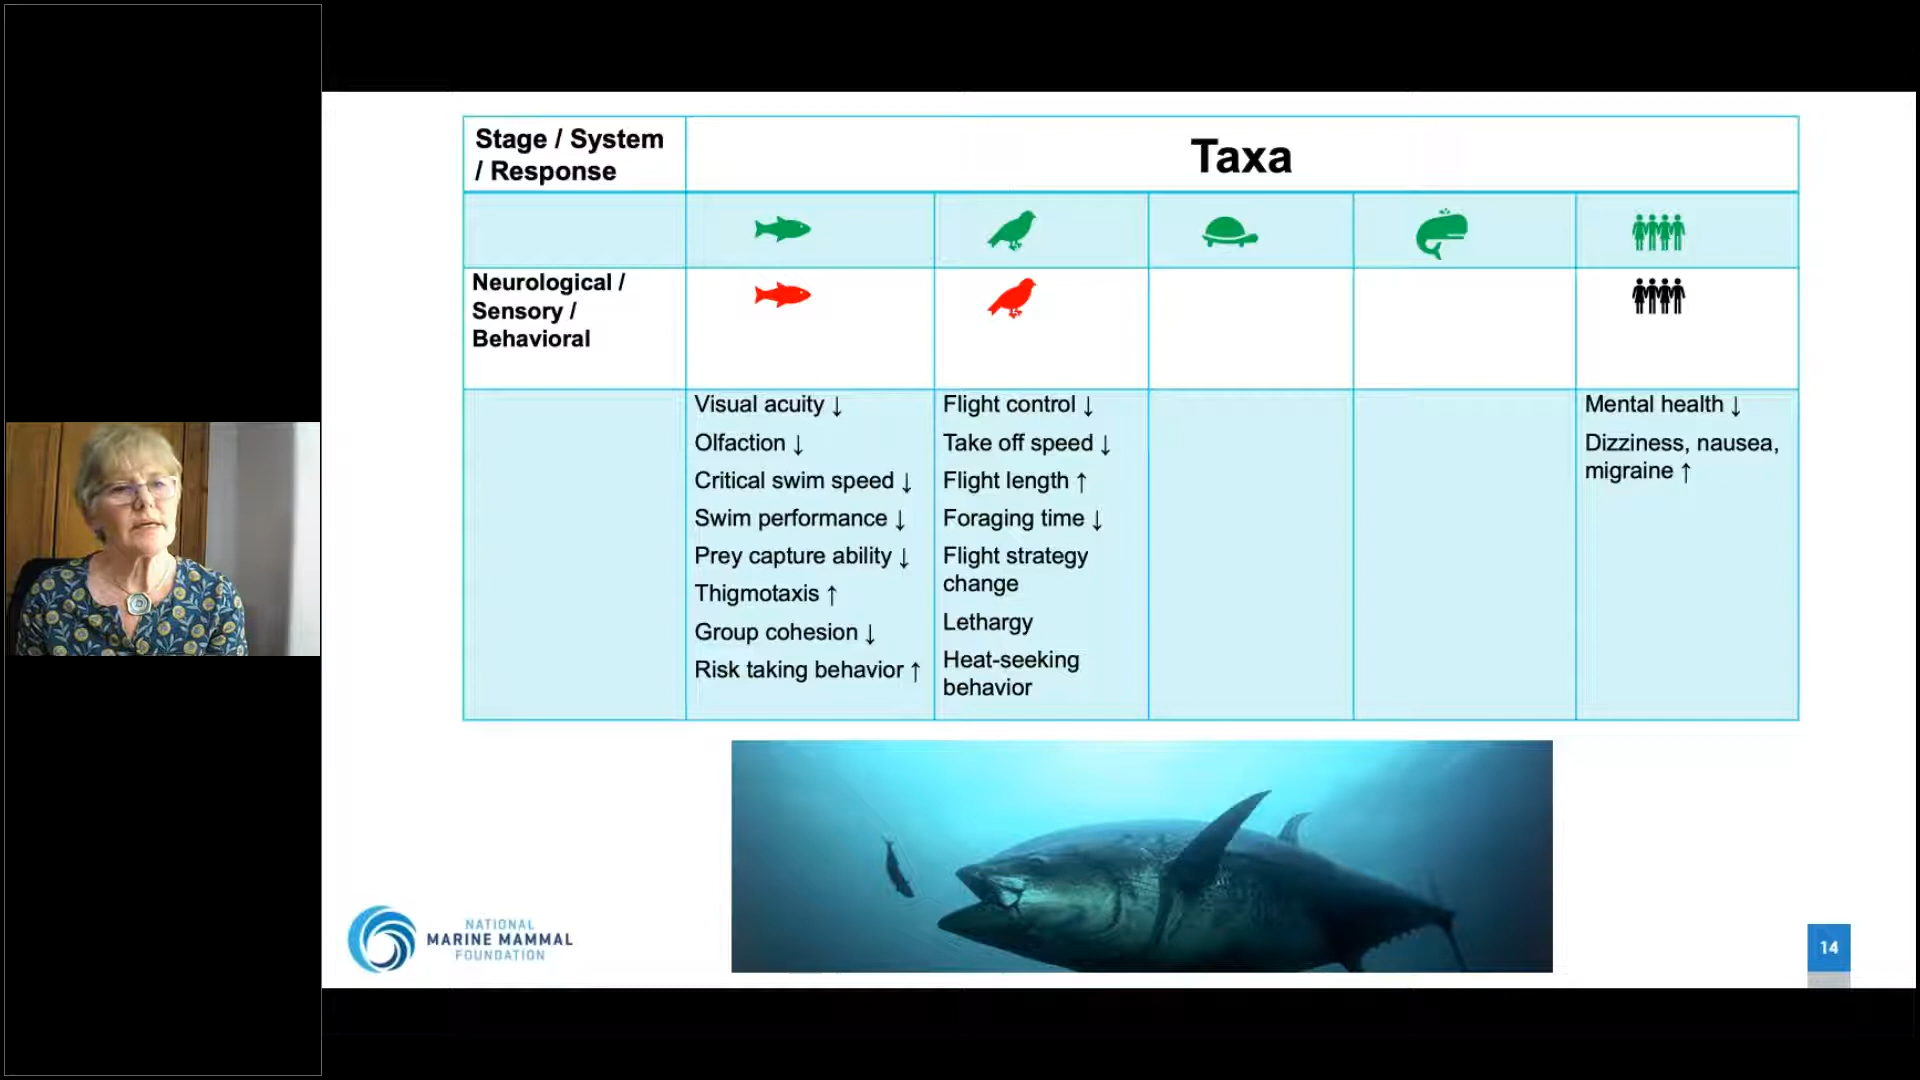 Stage / System
/ Response
Taxa
Neurological /
Sensory /
Behavioral
Visual acuity ↓
Olfaction ↓
Critical swim speed ↓
Swim performance ↓
Prey capture ability ↓
Thigmotaxis ↑
Group cohesion ↓
Risk taking behavior ↑
Flight control ↓
Take off speed ↓
Flight length ↑
Foraging time ↓
Flight strategy
change
Lethargy
Heat-seeking
behavior
Mental health ↓
Dizziness, nausea,
migraine ↑
NATIONAL
MARINE MAMMAL
FOUNDATION
14